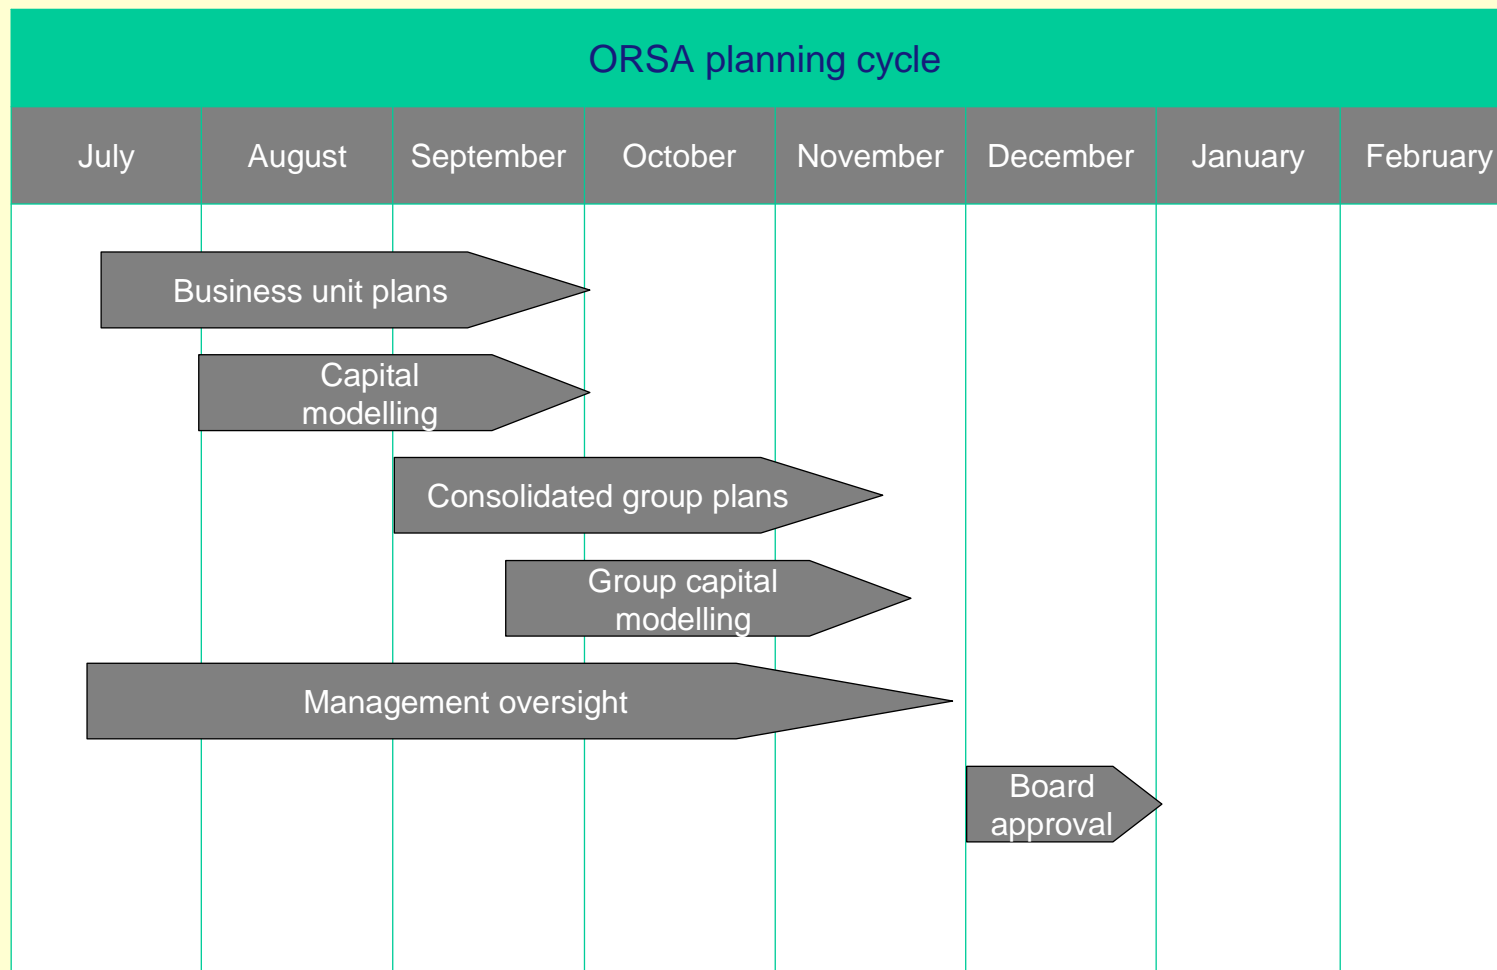 ORSA planning cycle
July August September October November December January February
Business unit plans
Capital
modelling
Consolidated group plans
Group capital
modelling
Management oversight
Board
approval